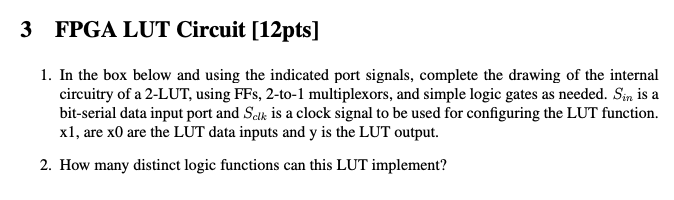 3 FPGA LUT Circuit [12pts]
1. In the box below and using the indicated port signals, complete the drawing of the internal
circuitry of a 2-LUT, using FFs, 2-to-1 multiplexors, and simple logic gates as needed. S_in is a
bit-serial data input port and S_clk is a clock signal to be used for configuring the LUT function.
x1, are x0 are the LUT data inputs and y is the LUT output.
2. How many distinct logic functions can this LUT implement?